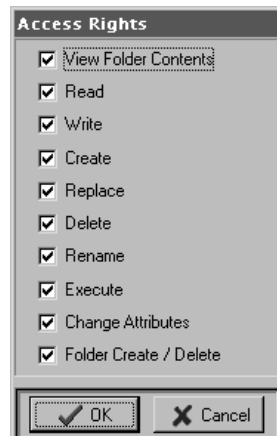 Access Rights
View Folder Contents
Read
Write
Create
Replace
Delete
Rename
Execute
Change Attributes
Folder Create / Delete
OK Cancel